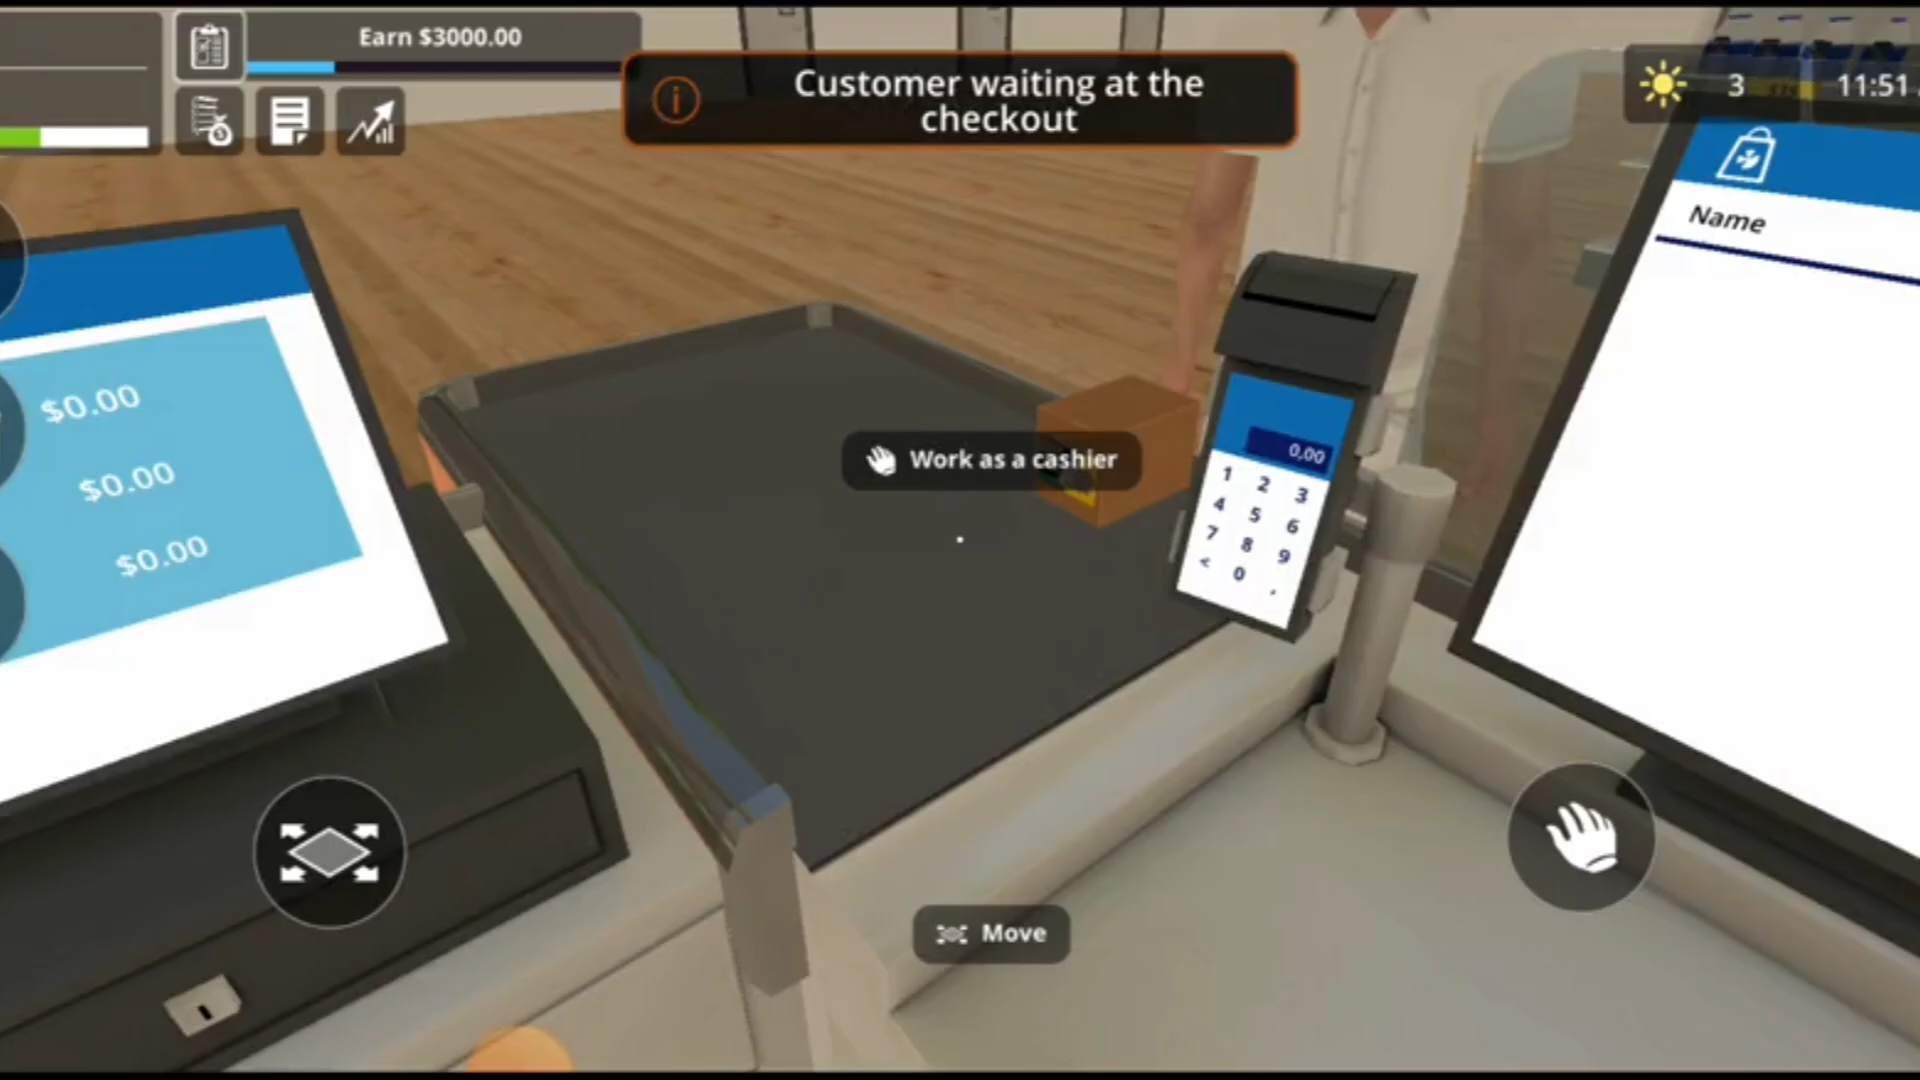 Earn $3000.00
Customer waiting at the
checkout
3
11:51
Name
$0.00
$0.00
$0.00
Work as a cashier
0,00
1 2 3
4 5 6
7 8 9
< 0 .
Move